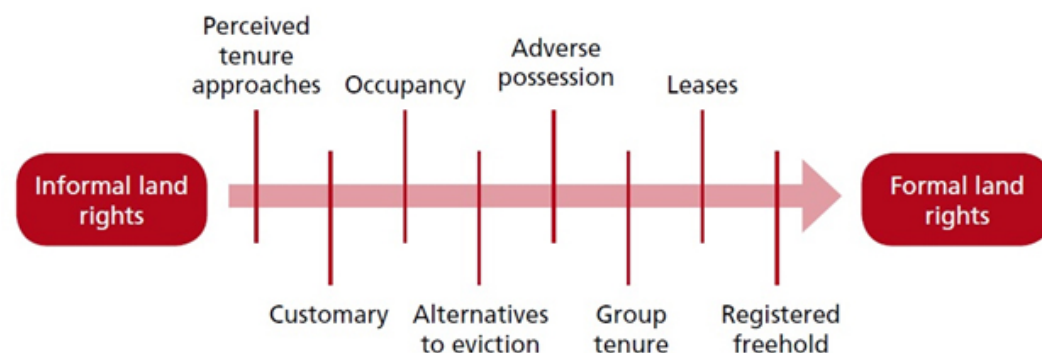 Perceived
tenure
approaches
Occupancy
Adverse
possession
Leases
Informal land
rights
Formal land
rights
Customary
Alternatives
to eviction
Group
tenure
Registered
freehold